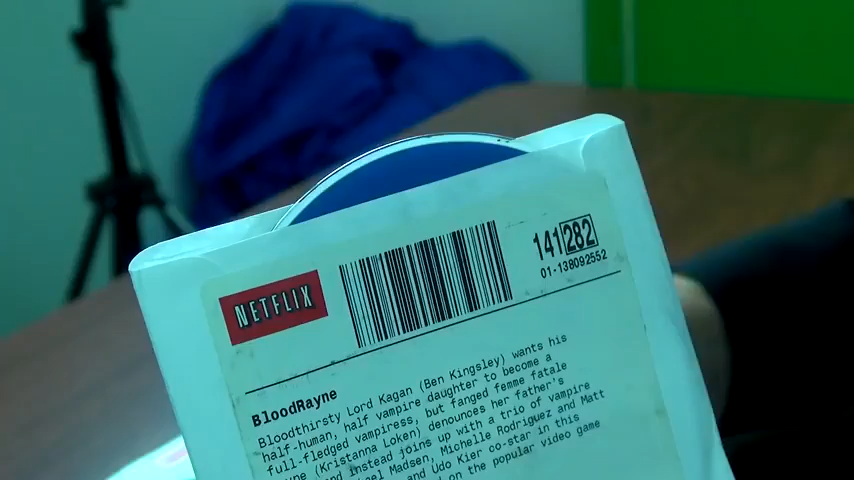 NETFLIX
141282
01-138092552
BloodRayne
Bloodthirsty Lord Kagan (Ben Kingsley) wants his
half-human, half vampire daughter to become a
full-fledged vampiress, but fanged femme fatale
(Kristanna Loken) denounces her father's
and instead joins up with a trio of vampire
Madsen, Michelle Rodriguez and Matt
and Udo Kier co-star in this
on the popular video game